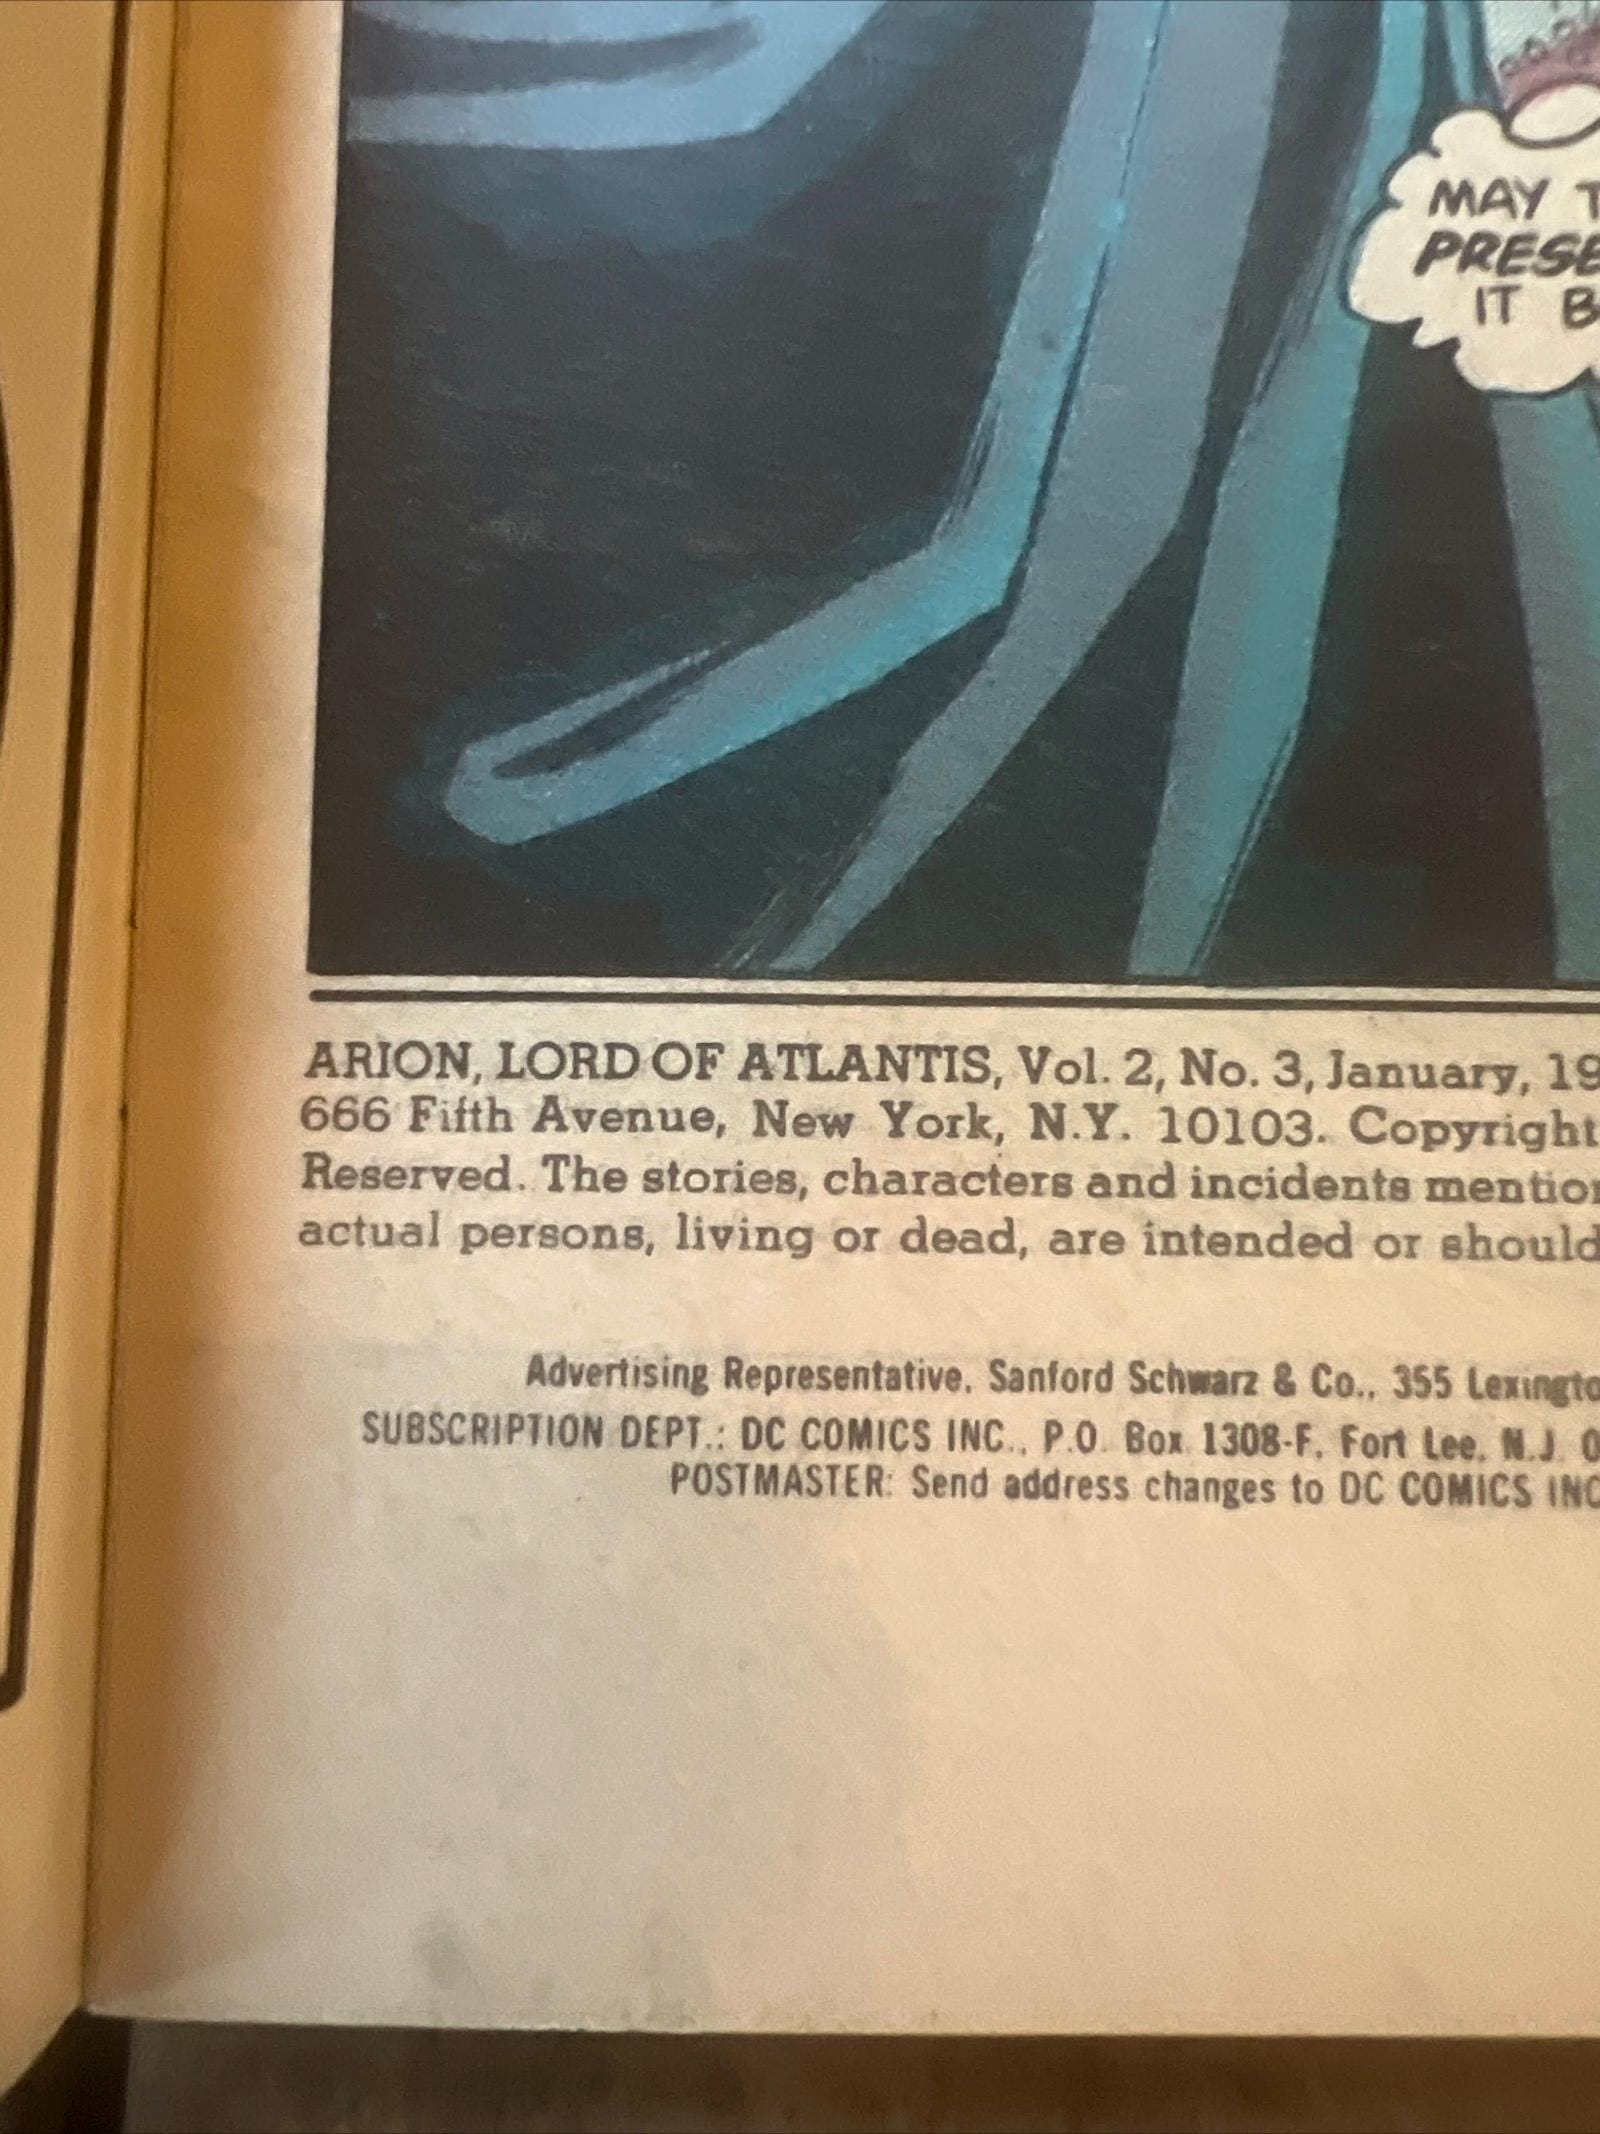 MAY
PRESE
IT B
ARION, LORD OF ATLANTIS, Vol. 2, No. 3, January, 19
666 Fifth Avenue, New York, N.Y. 10103. Copyright
Reserved. The stories, characters and incidents mention
actual persons, living or dead, are intended or should
Advertising Representative, Sanford Schwarz & Co., 355 Lexingto
SUBSCRIPTION DEPT.: DC COMICS INC., P.O. Box 1308-F, Fort Lee, N.J. 0
POSTMASTER: Send address changes to DC COMICS INC